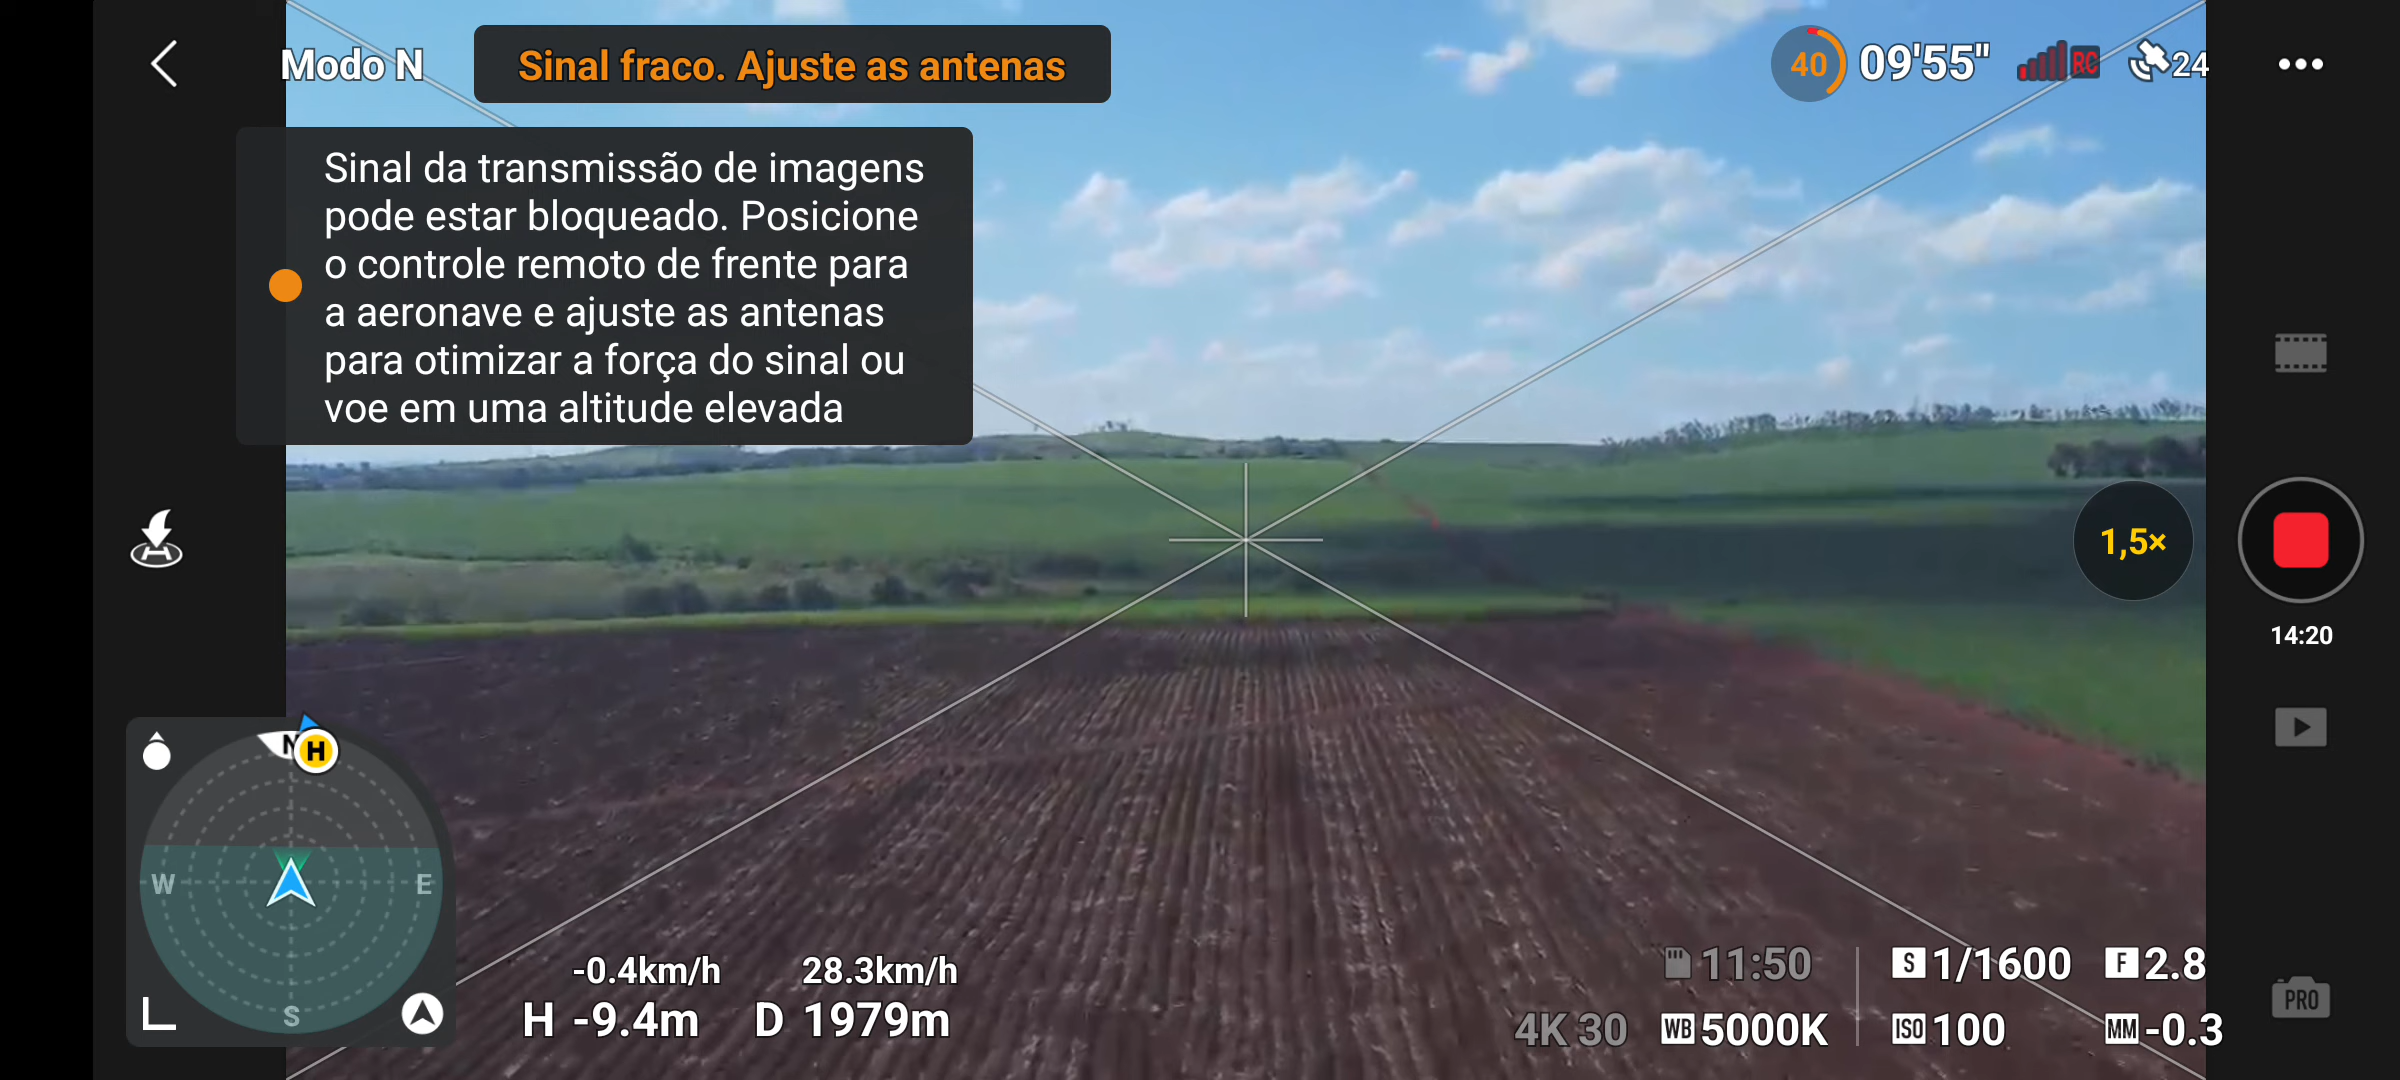 Modo N
Sinal fraco. Ajuste as antenas
40
09'55"
RC
24
Sinal da transmissão de imagens
pode estar bloqueado. Posicione
o controle remoto de frente para
a aeronave e ajuste as antenas
para otimizar a força do sinal ou
voe em uma altitude elevada
1,5×
14:20
N
H
W
E
S
-0.4km/h
28.3km/h
H -9.4m
D 1979m
11:50
4K 30
WB 5000K
S 1/1600
F 2.8
ISO 100
MM -0.3
PRO